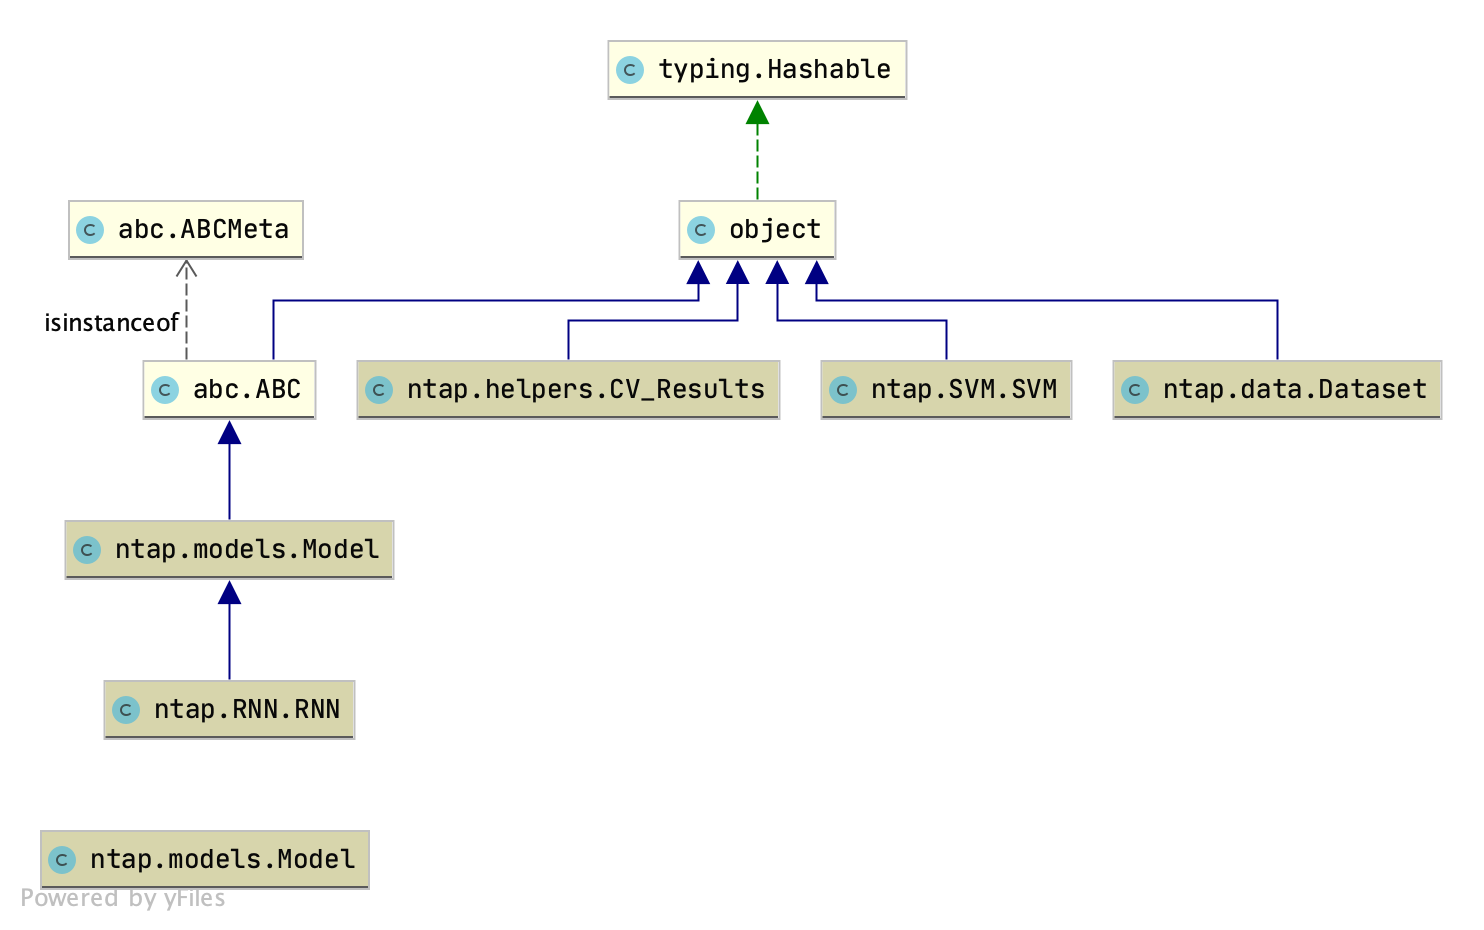 C typing.Hashable
C abc.ABCMeta
C object
isinstanceof
C abc.ABC
C ntap.helpers.CV_Results
C ntap.SVM.SVM
C ntap.data.Dataset
C ntap.models.Model
C ntap.RNN.RNN
C ntap.models.Model
Powered by yFiles